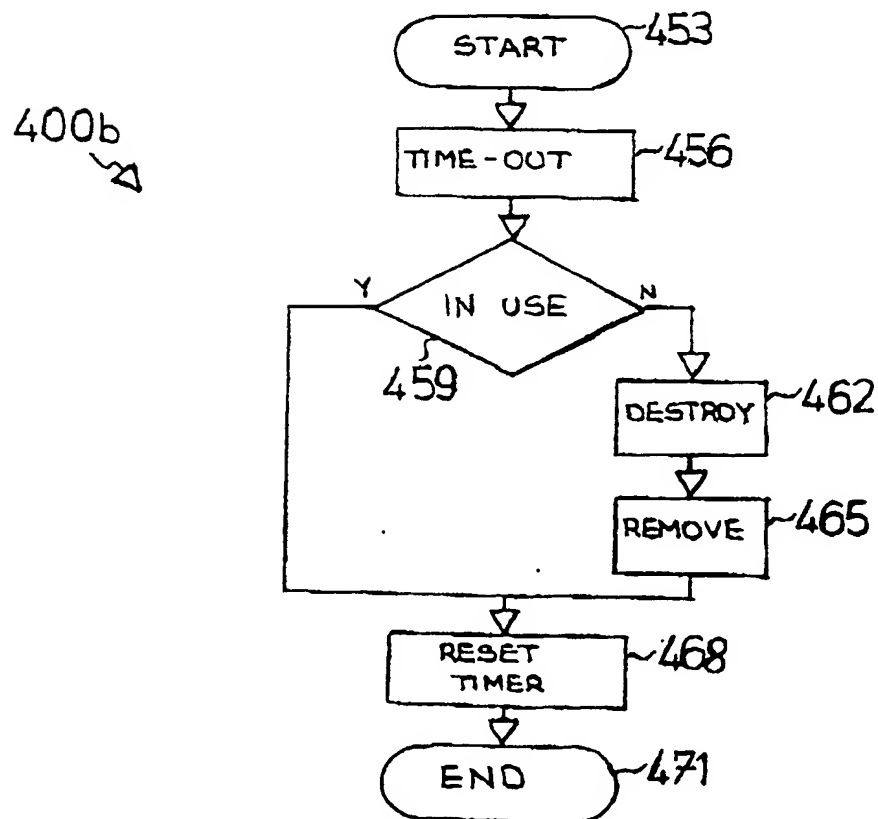 START
453
400b
TIME-OUT
456
Y
IN USE
N
459
DESTROY
462
REMOVE
465
RESET
TIMER
468
END
471